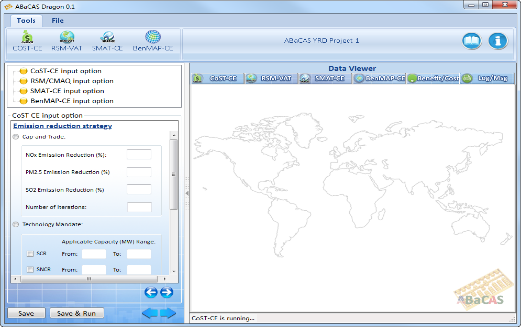 ABaCAS Dragon 0.1
Tools File
CoST-CE RSM-VAT SMAT-CE BenMAP-CE
ABaCAS YRD Project 1
CoST-CE input option
RSM/CMAQ input option
SMAT-CE input option
BenMAP-CE input option
Data Viewer
CoST-CE RSM-VAT SMAT-CE BenMAP-CE Benefit/Cost Log/Msg
CoST CE input option
Emission reduction strategy
Cap and Trade:
NOx Emission Reduction (%):
PM2.5 Emission Reduction (%)
SO2 Emission Reduction (%)
Number of Iterations:
Technology Mandate:
Applicable Capacity (MW) Range:
SCR From: To:
SNCR From: To:
ABaCAS
Save Save & Run
CoST-CE is running...